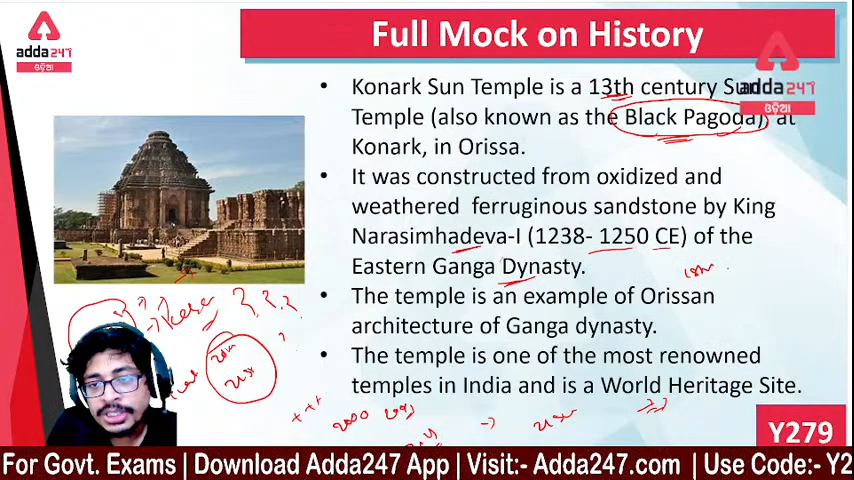 adda247
ଓଡ଼ିଆ
Full Mock on History
adda247
ଓଡ଼ିଆ
• Konark Sun Temple is a 13th century Sun
Temple (also known as the Black Pagoda), at
Konark, in Orissa.
• It was constructed from oxidized and
weathered ferruginous sandstone by King
Narasimhadeva-I (1238- 1250 CE) of the
Eastern Ganga Dynasty.
• The temple is an example of Orissan
architecture of Ganga dynasty.
• The temple is one of the most renowned
temples in India and is a World Heritage Site.
? ? ?
2000
Y279
For Govt. Exams | Download Adda247 App | Visit:- Adda247.com | Use Code:- Y2